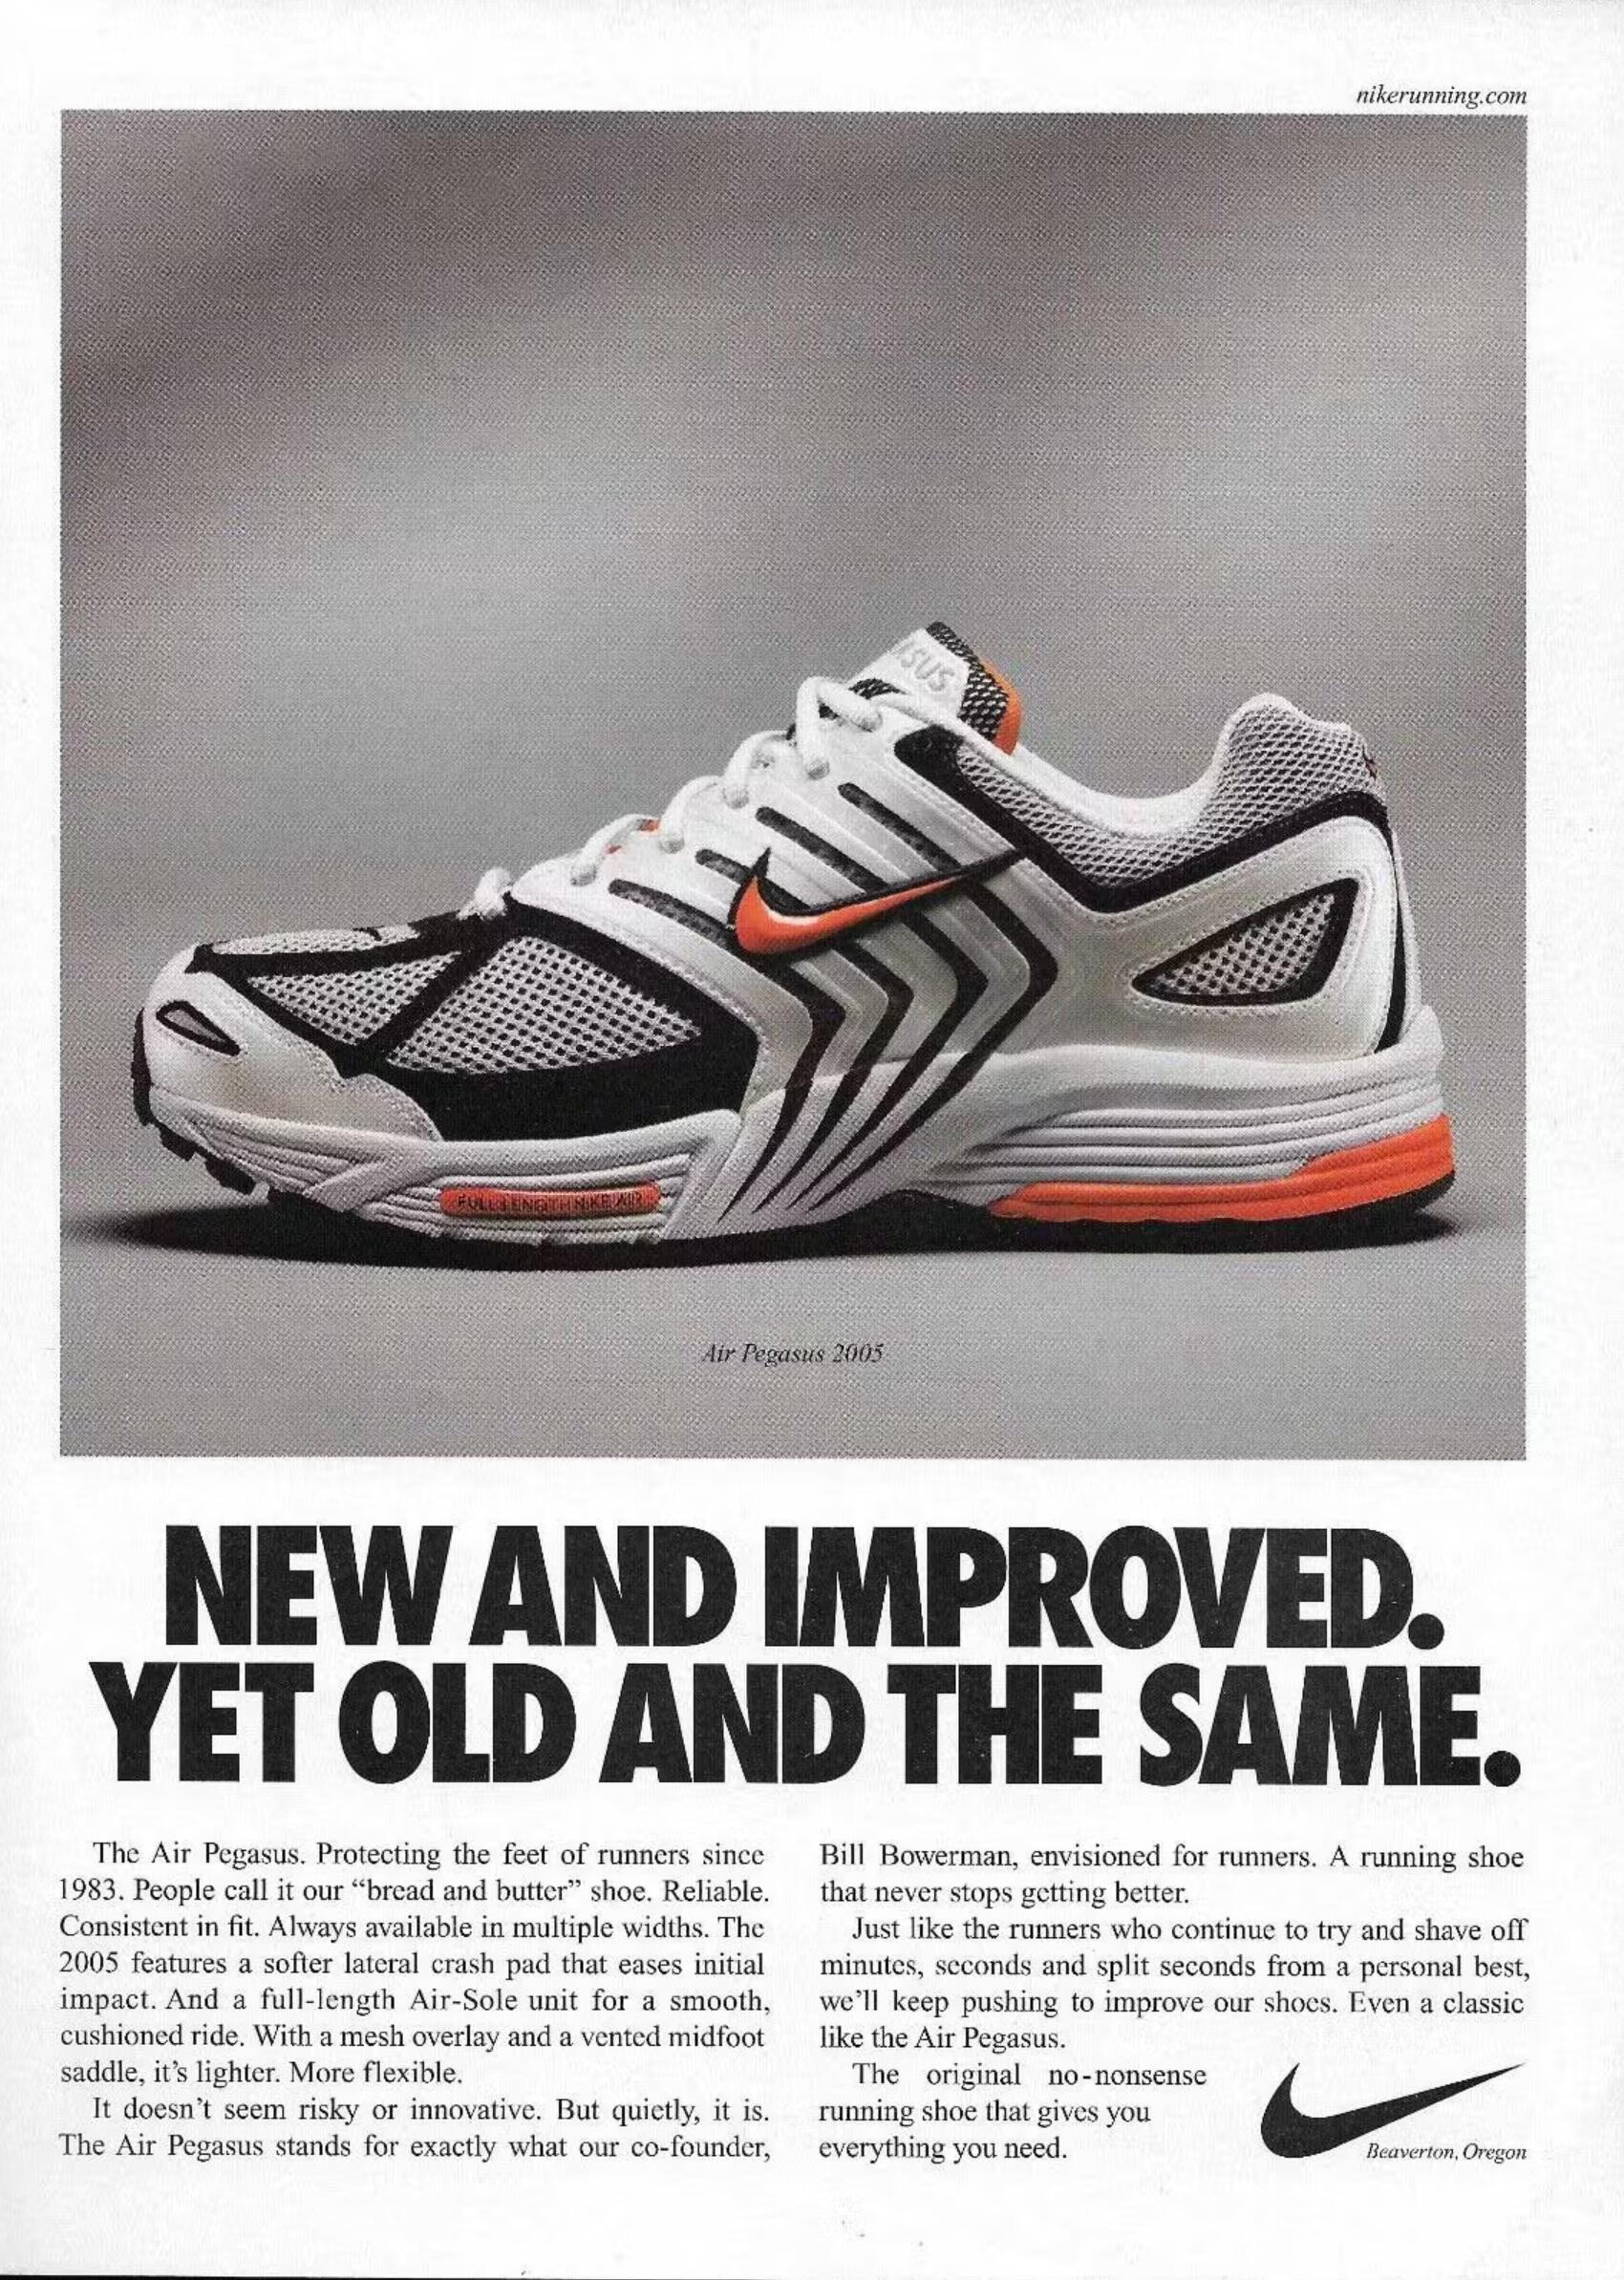 nikerunning.com
SUS
FULL LENGTH NIKE AIR
Air Pegasus 2005
NEW AND IMPROVED.
YET OLD AND THE SAME.
The Air Pegasus. Protecting the feet of runners since
1983. People call it our “bread and butter” shoe. Reliable.
Consistent in fit. Always available in multiple widths. The
2005 features a softer lateral crash pad that eases initial
impact. And a full-length Air-Sole unit for a smooth,
cushioned ride. With a mesh overlay and a vented midfoot
saddle, it’s lighter. More flexible.
It doesn’t seem risky or innovative. But quietly, it is.
The Air Pegasus stands for exactly what our co-founder,
Bill Bowerman, envisioned for runners. A running shoe
that never stops getting better.
Just like the runners who continue to try and shave off
minutes, seconds and split seconds from a personal best,
we’ll keep pushing to improve our shoes. Even a classic
like the Air Pegasus.
The original no-nonsense
running shoe that gives you
everything you need.
Beaverton, Oregon